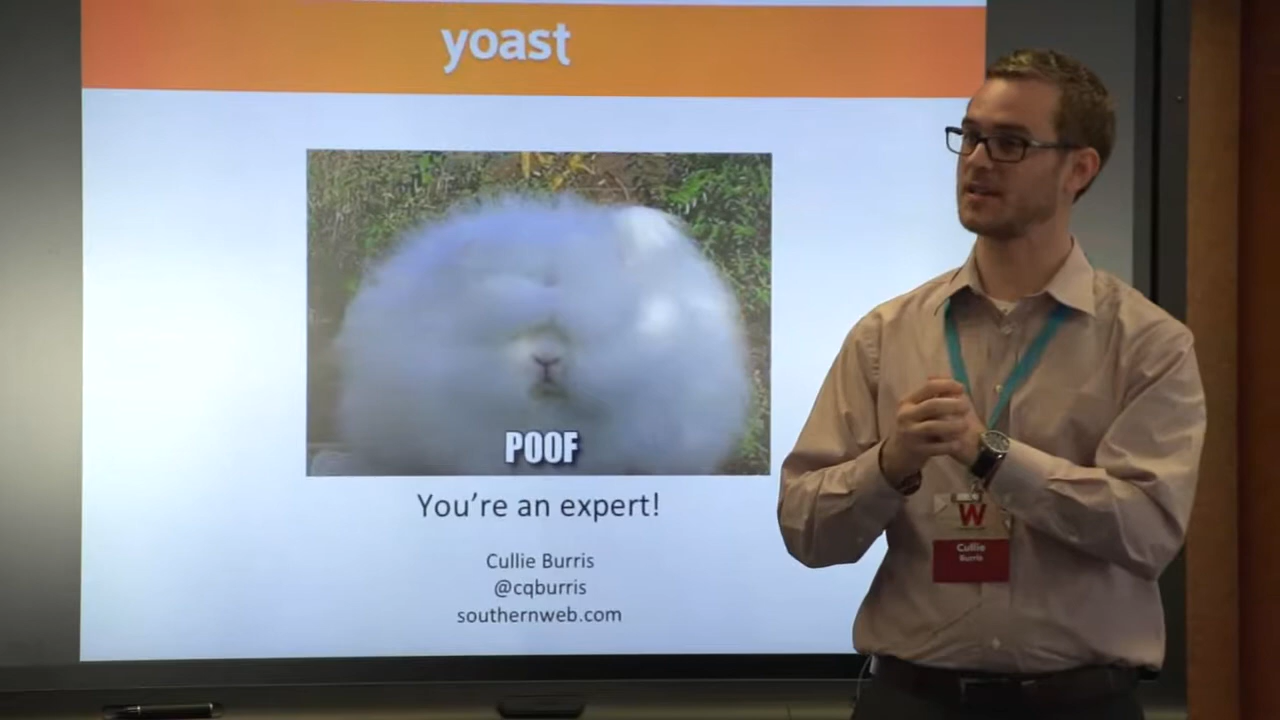 yoast
POOF
You're an expert!
Cullie Burris
@cqburris
southernweb.com
W
Cullie
Burris